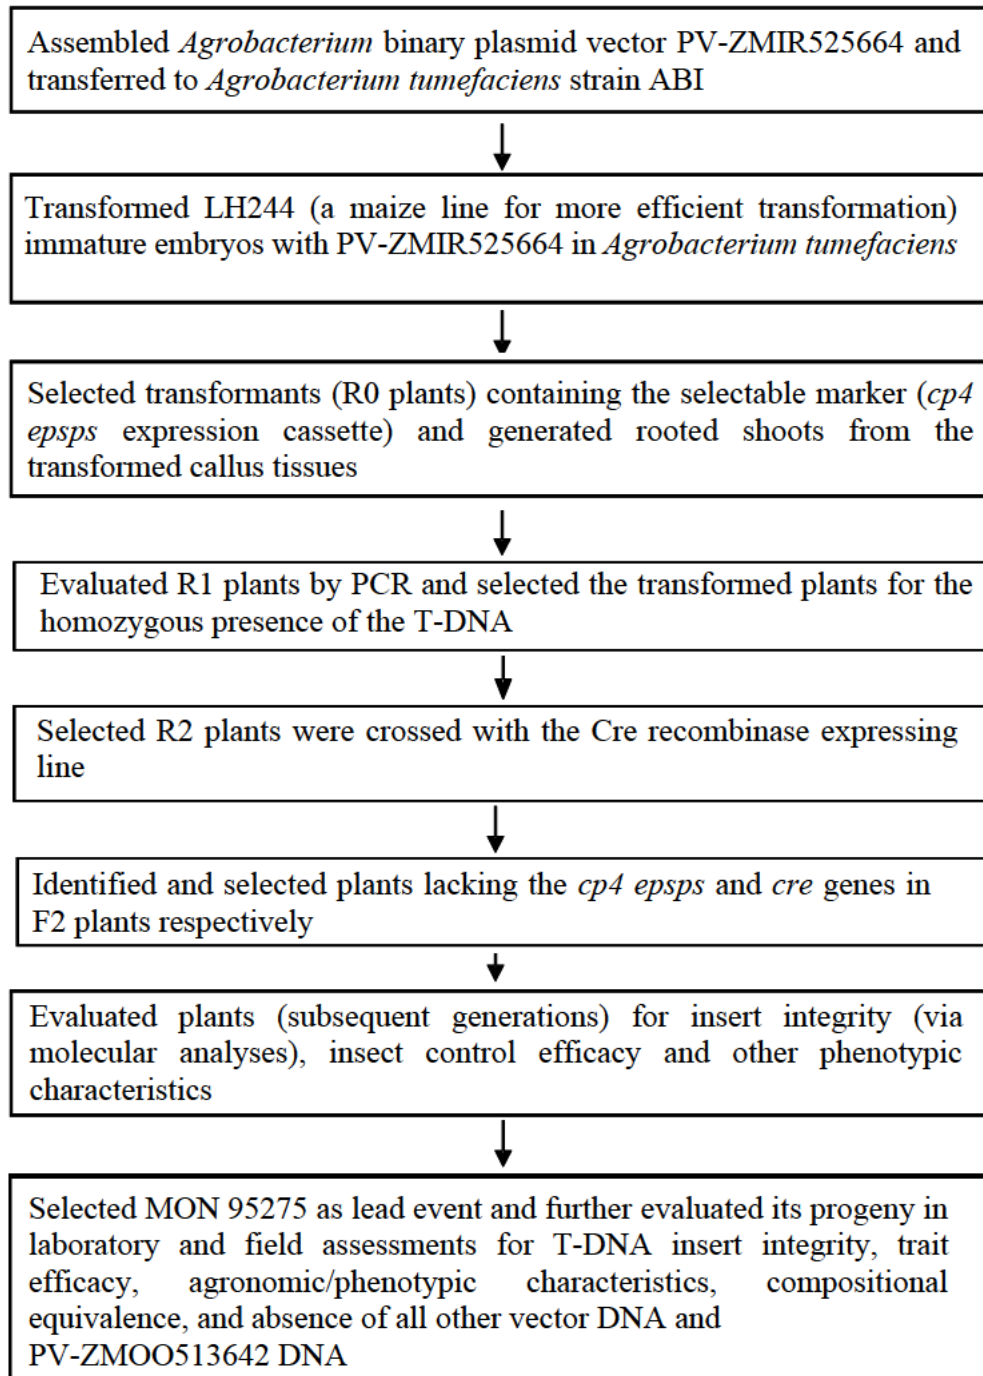 Assembled Agrobacterium binary plasmid vector PV-ZMIR525664 and
transferred to Agrobacterium tumefaciens strain ABI
Transformed LH244 (a maize line for more efficient transformation)
immature embryos with PV-ZMIR525664 in Agrobacterium tumefaciens
Selected transformants (R0 plants) containing the selectable marker (cp4
epsps expression cassette) and generated rooted shoots from the
transformed callus tissues
Evaluated R1 plants by PCR and selected the transformed plants for the
homozygous presence of the T-DNA
Selected R2 plants were crossed with the Cre recombinase expressing
line
Identified and selected plants lacking the cp4 epsps and cre genes in
F2 plants respectively
Evaluated plants (subsequent generations) for insert integrity (via
molecular analyses), insect control efficacy and other phenotypic
characteristics
Selected MON 95275 as lead event and further evaluated its progeny in
laboratory and field assessments for T-DNA insert integrity, trait
efficacy, agronomic/phenotypic characteristics, compositional
equivalence, and absence of all other vector DNA and
PV-ZMOO513642 DNA